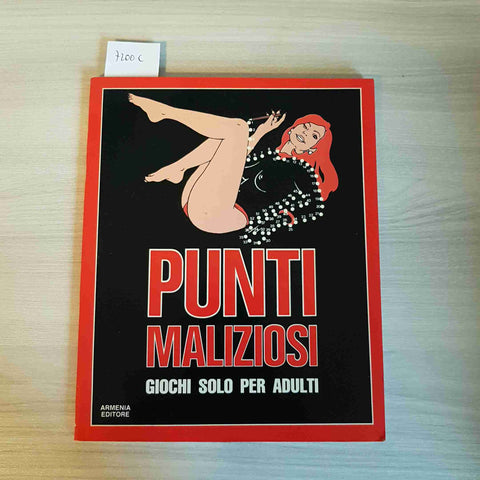 7200 C
PUNTI
MALIZIOSI
GIOCHI SOLO PER ADULTI
ARMENIA
EDITORE